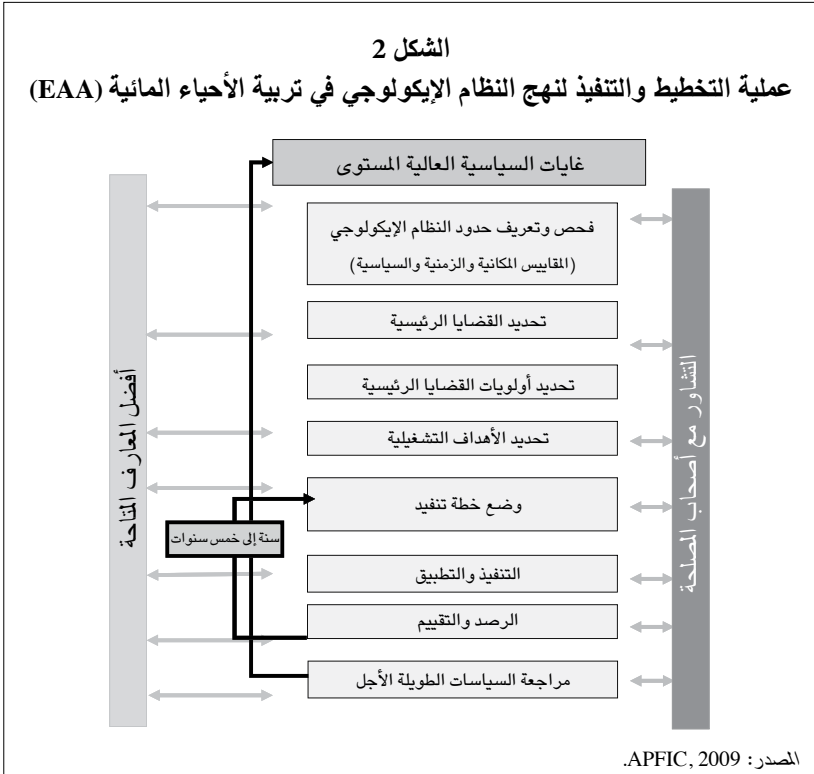 الشكل 2
عملية التخطيط والتنفيذ لنهج النظام الإيكولوجي في تربية الأحياء المائية (EAA)
غايات السياسية العالية المستوى
فحص وتعريف حدود النظام الإيكولوجي
(المقاييس المكانية والزمنية والسياسية)
تحديد القضايا الرئيسية
تحديد أولويات القضايا الرئيسية
تحديد الأهداف التشغيلية
وضع خطة تنفيد
التنفيذ والتطبيق
الرصد والتقييم
مراجعة السياسات الطويلة الأجل
التشاور مع أصحاب المصلحة
أفضل المعارف المتاحة
سنة إلى خمس سنوات
المصدر: APFIC, 2009.